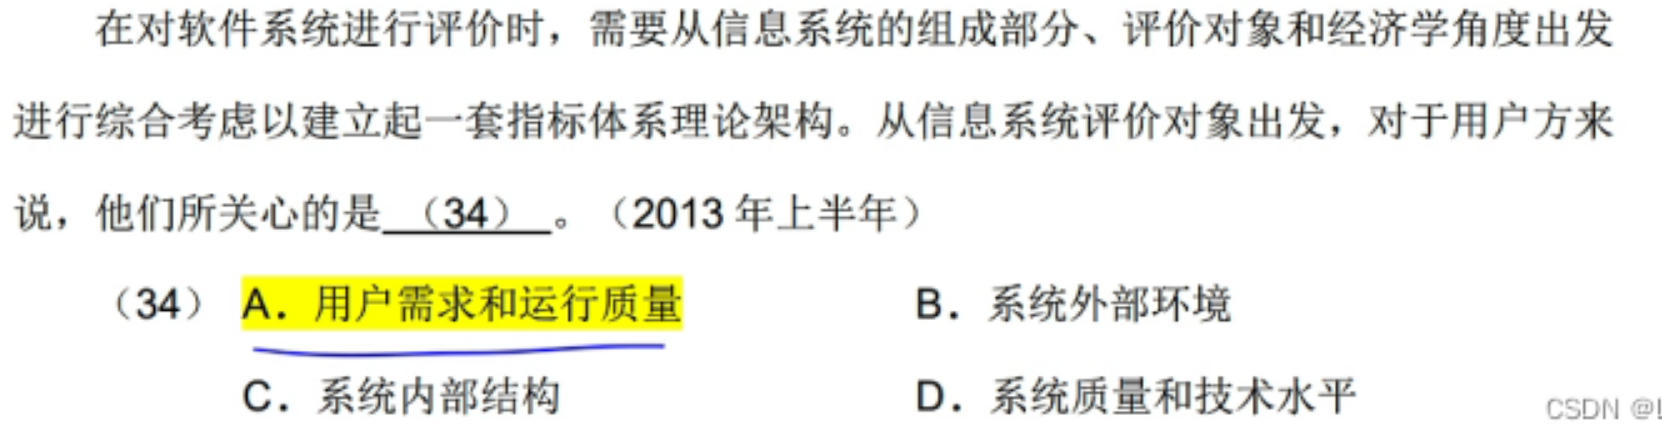 在对软件系统进行评价时，需要从信息系统的组成部分、评价对象和经济学角度出发
进行综合考虑以建立起一套指标体系理论架构。从信息系统评价对象出发，对于用户方来
说，他们所关心的是（34）。（2013 年上半年）
（34） A. 用户需求和运行质量 B. 系统外部环境
C. 系统内部结构 D. 系统质量和技术水平
CSDN @!